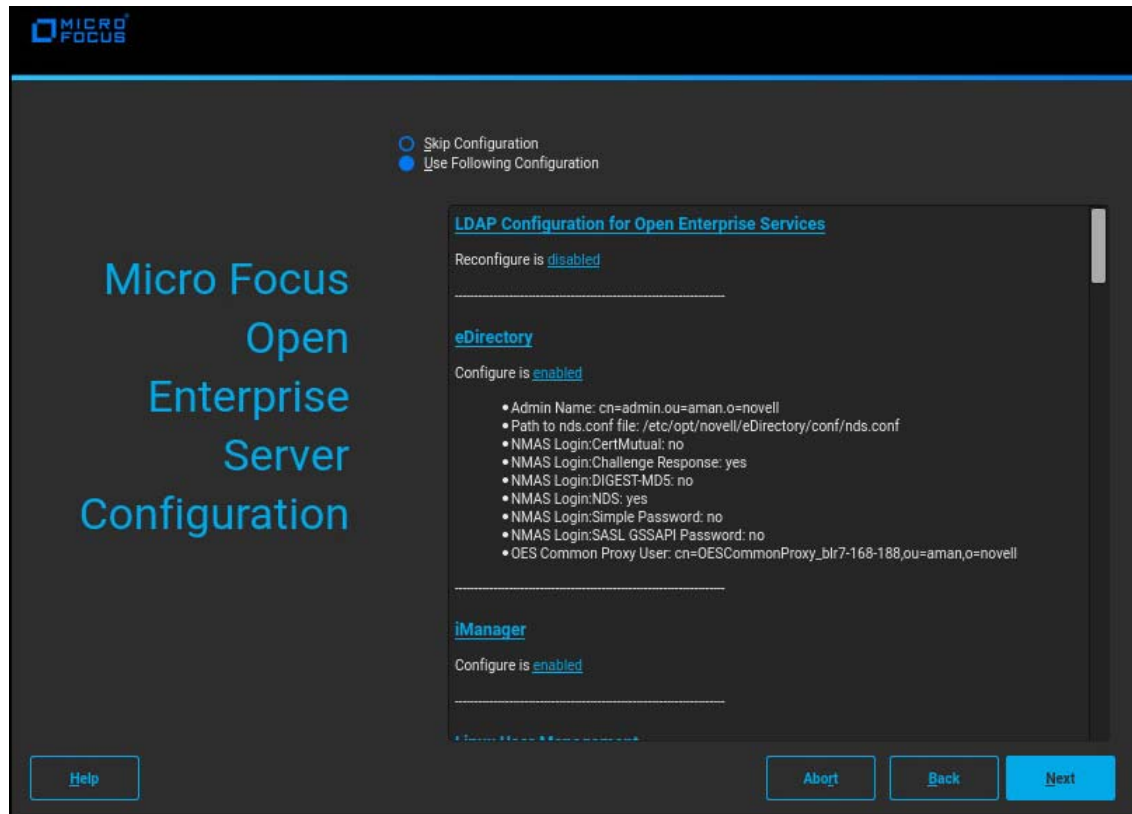 MICRO
FOCUS
Skip Configuration
Use Following Configuration
Micro Focus
Open
Enterprise
Server
Configuration
LDAP Configuration for Open Enterprise Services
Reconfigure is disabled
eDirectory
Configure is enabled
• Admin Name: cn=admin.ou=aman.o=novell
• Path to nds.conf file: /etc/opt/novell/eDirectory/conf/nds.conf
• NMAS Login:CertMutual: no
• NMAS Login:Challenge Response: yes
• NMAS Login:DIGEST-MD5: no
• NMAS Login:NDS: yes
• NMAS Login:Simple Password: no
• NMAS Login:SASL GSSAPI Password: no
• OES Common Proxy User: cn=OESCommonProxy_blr7-168-188,ou=aman,o=novell
iManager
Configure is enabled
Linux User Management
Help
Abort
Back
Next